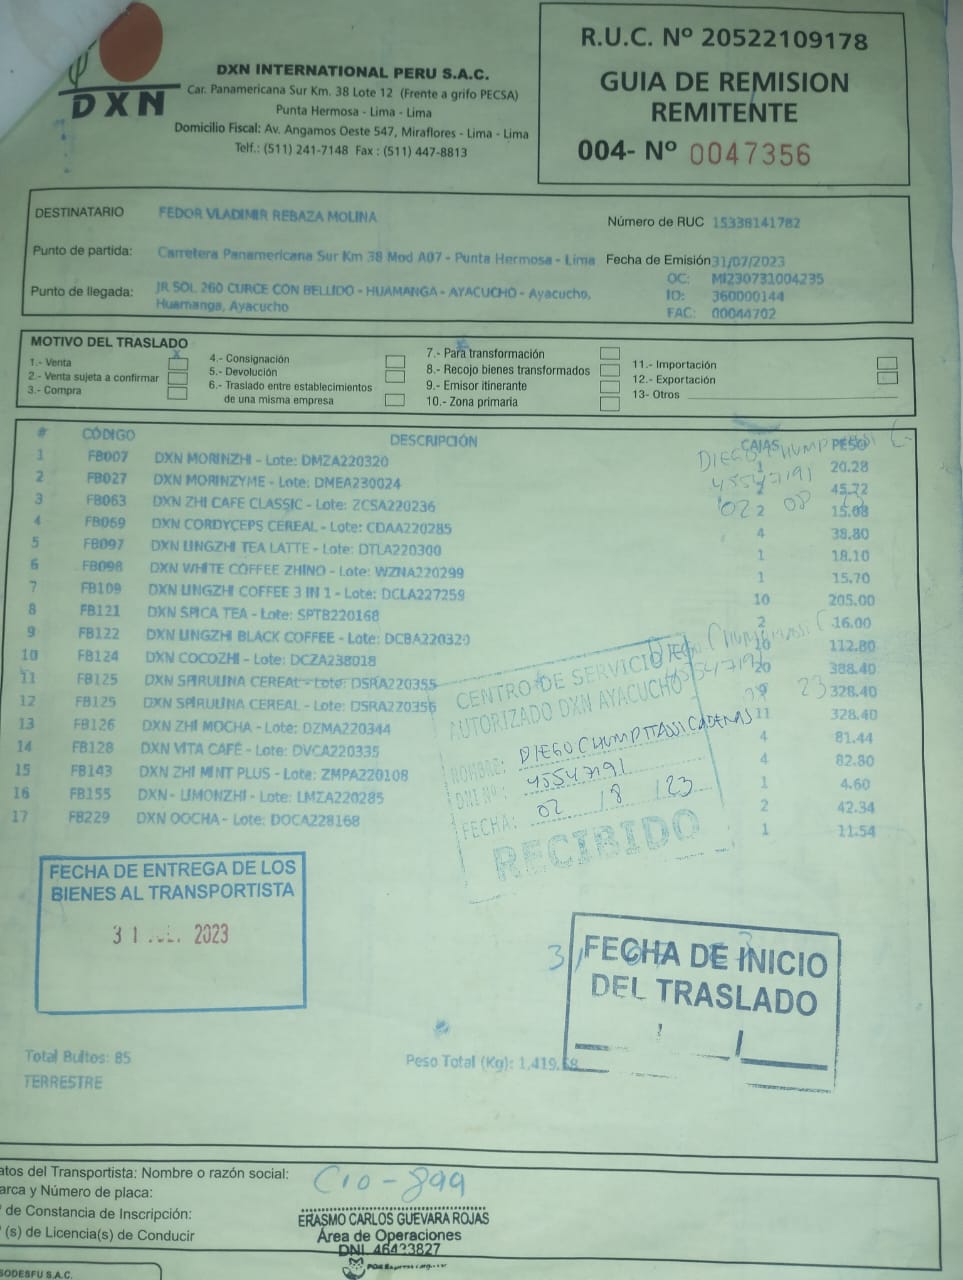 DXN
DXN INTERNATIONAL PERU S.A.C.
Car. Panamericana Sur Km. 38 Lote 12 (Frente a grifo PECSA)
Punta Hermosa - Lima - Lima
Domicilio Fiscal: Av. Angamos Oeste 547, Miraflores - Lima - Lima
Telf.: (511) 241-7148 Fax : (511) 447-8813
R.U.C. Nº 20522109178
GUIA DE REMISION
REMITENTE
004- Nº 0047356
DESTINATARIO FEDOR VLADIMIR REBAZA MOLINA
Número de RUC 15338141782
Punto de partida: Carretera Panamericana Sur Km 38 Mod A07 - Punta Hermosa - Lima
Fecha de Emisión 31/07/2023
OC: MI230731004235
Punto de llegada: JR SOL 260 CURCE CON BELLIDO - HUAMANGA - AYACUCHO - Ayacucho,
Huamanga, Ayacucho
ID: 360000144
FAC: 00044702
MOTIVO DEL TRASLADO
1.- Venta X
2.- Venta sujeta a confirmar
3.- Compra
4.- Consignación
5.- Devolución
6.- Traslado entre establecimientos
de una misma empresa
7.- Para transformación
8.- Recojo bienes transformados
9.- Emisor itinerante
10.- Zona primaria
11.- Importación
12.- Exportación
13- Otros
# CÓDIGO DESCRIPCIÓN CAJAS PESO
1 FB007 DXN MORINZHI - Lote: DMZA220320 1 20.28
2 FB027 DXN MORINZYME - Lote: DMEA230024 2 45.72
3 FB063 DXN ZHI CAFE CLASSIC - Lote: ZCSA220236 2 15.08
4 FB069 DXN CORDYCEPS CEREAL - Lote: CDAA220285 4 38.80
5 FB097 DXN LINGZHI TEA LATTE - Lote: DTLA220300 1 18.10
6 FB098 DXN WHITE COFFEE ZHINO - Lote: WZNA220299 1 15.70
7 FB109 DXN LINGZHI COFFEE 3 IN 1 - Lote: DCLA227259 10 205.00
8 FB121 DXN SPICA TEA - Lote: SPTB220168 2 16.00
9 FB122 DXN LINGZHI BLACK COFFEE - Lote: DCBA220320 10 112.80
10 FB124 DXN COCOZHI - Lote: DCZA238018 20 388.40
11 FB125 DXN SPIRULINA CEREAL - Lote: DSRA220355 9 328.40
12 FB125 DXN SPIRULINA CEREAL - Lote: DSRA220356 11 328.40
13 FB126 DXN ZHI MOCHA - Lote: DZMA220344 4 81.44
14 FB128 DXN VITA CAFÉ - Lote: DVCA220335 4 82.80
15 FB143 DXN ZHI MINT PLUS - Lote: ZMPA220108 1 4.60
16 FB155 DXN- LIMONZHI - Lote: LMZA220285 2 42.34
17 FB229 DXN OOCHA - Lote: DOCA228168 1 11.54
45547191
02 08
CENTRO DE SERVICIO
AUTORIZADO DXN AYACUCHO
NOMBRE: DIEGO CHUMPITASSI CADENAS
DNI Nº: 45547191
FECHA: 02 / 8 / 23
RECIBIDO
FECHA DE ENTREGA DE LOS
BIENES AL TRANSPORTISTA
31 JUL. 2023
FECHA DE INICIO
DEL TRASLADO
Total Bultos: 85
Peso Total (Kg): 1,419.58
TERRESTRE
atos del Transportista: Nombre o razón social:
arca y Número de placa: C10-899
de Constancia de Inscripción:
(s) de Licencia(s) de Conducir
ERASMO CARLOS GUEVARA ROJAS
Área de Operaciones
DNI. 46423827
SODESFU S.A.C.